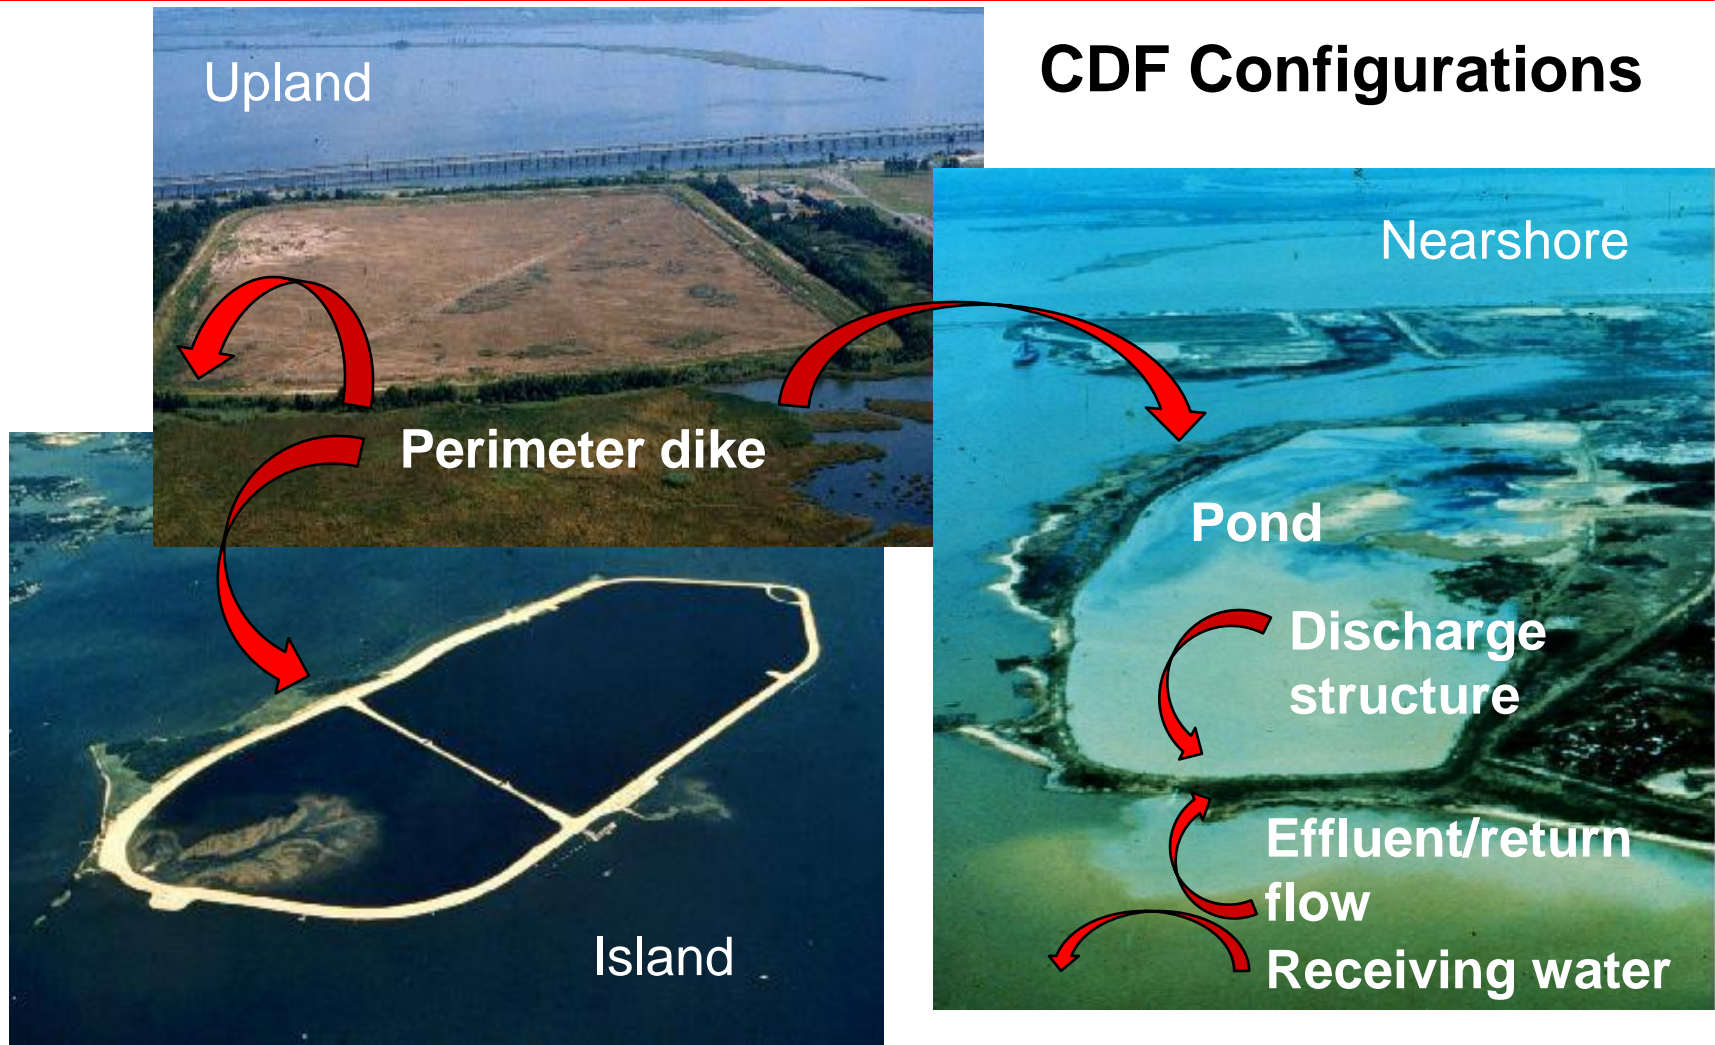 CDF Configurations
Upland
Nearshore
Perimeter dike
Pond
Discharge
structure
Effluent/return
flow
Receiving water
Island